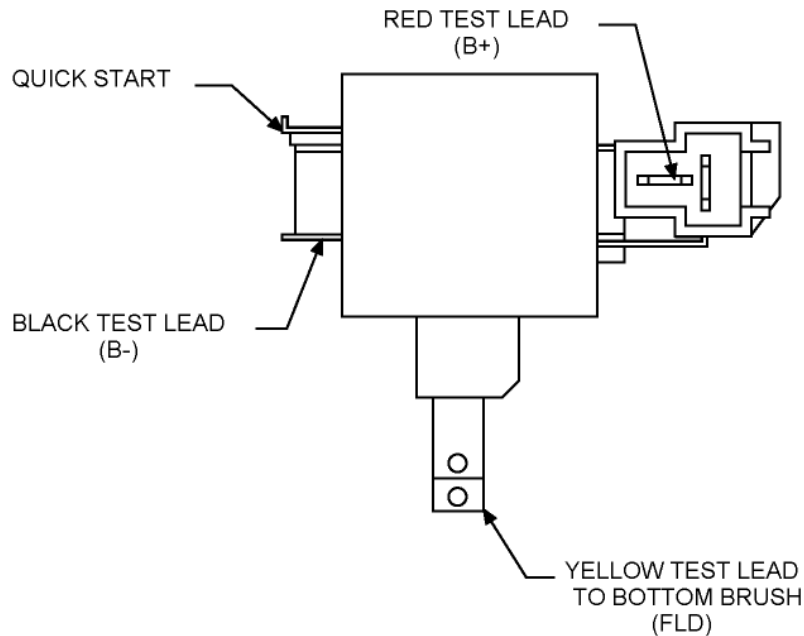 RED TEST LEAD
(B+)
QUICK START
BLACK TEST LEAD
(B-)
YELLOW TEST LEAD
TO BOTTOM BRUSH
(FLD)